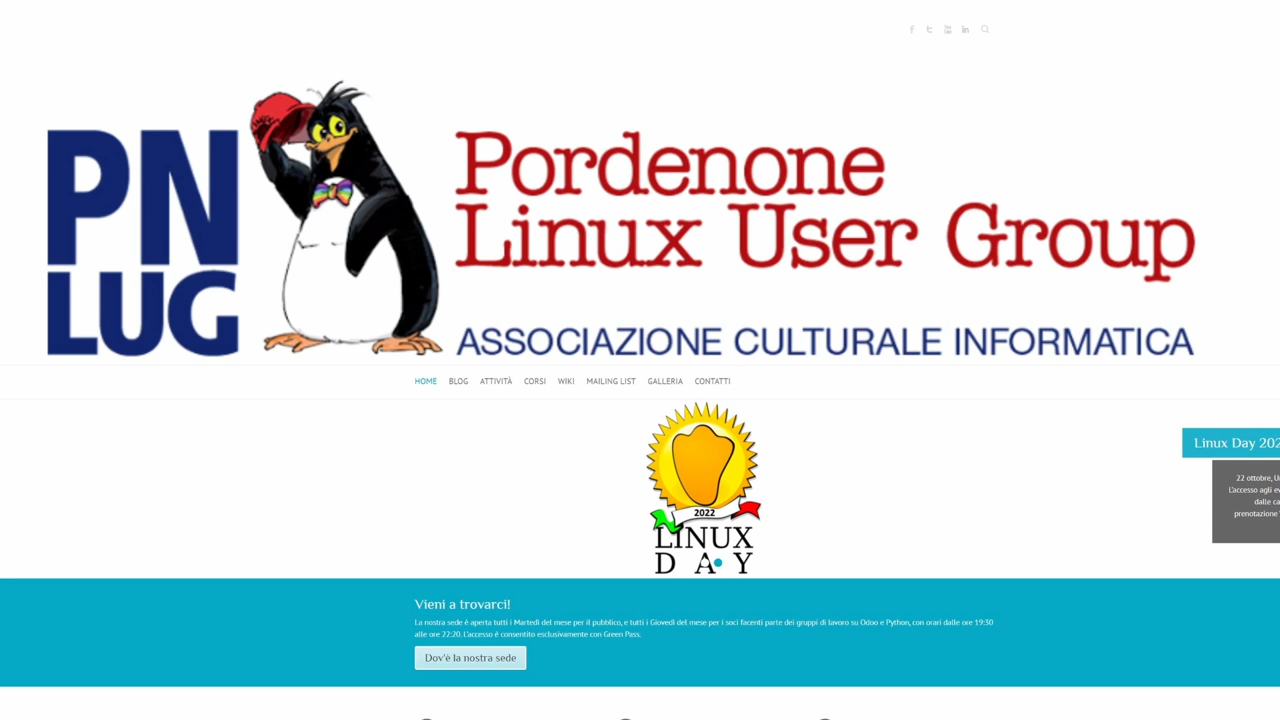 PN
LUG
Pordenone
Linux User Group
ASSOCIAZIONE CULTURALE INFORMATICA
HOME BLOG ATTIVITÀ CORSI WIKI MAILING LIST GALLERIA CONTATTI
2022
LINUX
DAY
Linux Day 202
22 ottobre,
L'accesso agli
dalle
prenotazione
Vieni a trovarci!
La nostra sede è aperta tutti i Martedì del mese per il pubblico, e tutti i Giovedì del mese per i soci facenti parte dei gruppi di lavoro su Odoo e Python, con orari dalle ore 19:30
alle ore 22:20. L'accesso è consentito esclusivamente con Green Pass.
Dov'è la nostra sede